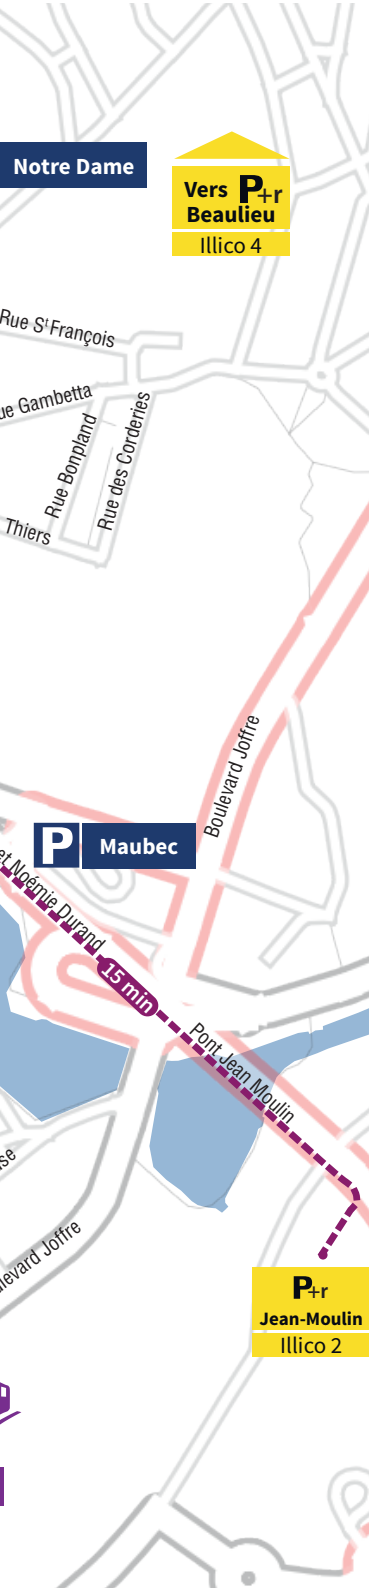 Notre Dame
Vers P+r
Beaulieu
Illico 4
Rue St François
ue Gambetta
Rue Bonpland
Rue des Corderies
Thiers
Boulevard Joffre
P Maubec
et Noémie Durand
15 min
Pont Jean Moulin
se
levard Joffre
P+r
Jean-Moulin
Illico 2